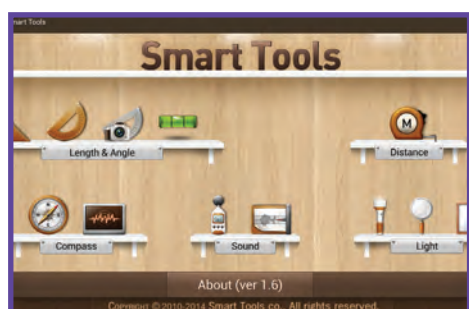 mart Tools
Smart Tools
M
Length & Angle
Distance
Compass
Sound
Light
About (ver 1.6)
Copyright © 2010-2014 Smart Tools co. All rights reserved.